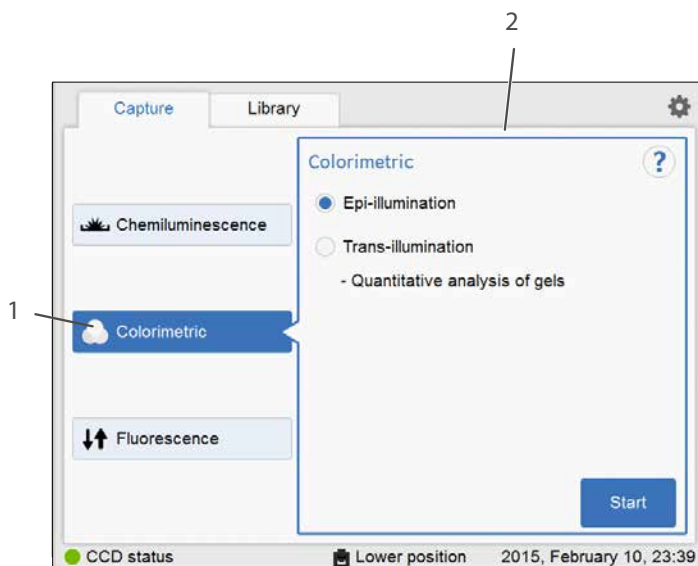 2
Capture Library
Colorimetric ?
Epi-illumination
Chemiluminescence
Trans-illumination
- Quantitative analysis of gels
1
Colorimetric
Fluorescence
Start
CCD status Lower position 2015, February 10, 23:39